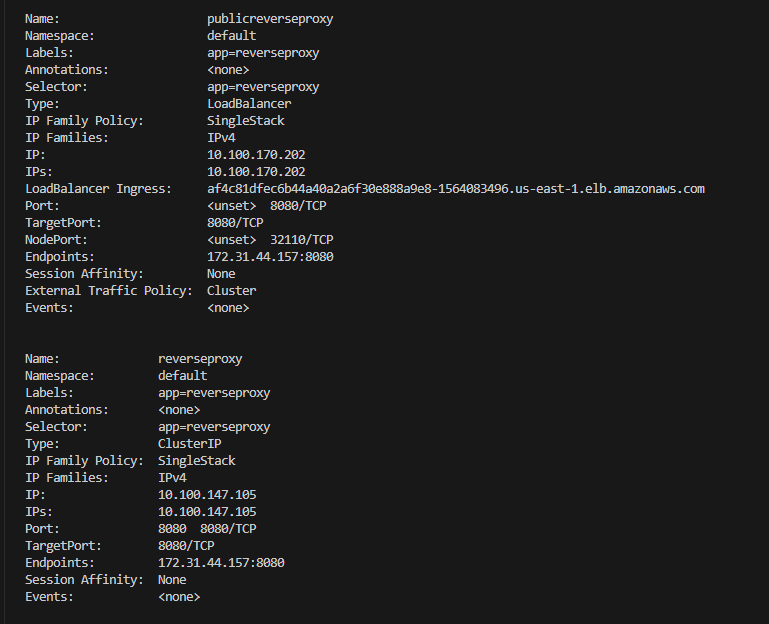 Name:                     publicreverseproxy
Namespace:                default
Labels:                   app=reverseproxy
Annotations:              <none>
Selector:                 app=reverseproxy
Type:                     LoadBalancer
IP Family Policy:         SingleStack
IP Families:              IPv4
IP:                       10.100.170.202
IPs:                      10.100.170.202
LoadBalancer Ingress:     af4c81dfec6b44a40a2a6f30e888a9e8-1564083496.us-east-1.elb.amazonaws.com
Port:                     <unset>  8080/TCP
TargetPort:               8080/TCP
NodePort:                 <unset>  32110/TCP
Endpoints:                172.31.44.157:8080
Session Affinity:         None
External Traffic Policy:  Cluster
Events:                   <none>
Name:              reverseproxy
Namespace:         default
Labels:            app=reverseproxy
Annotations:       <none>
Selector:          app=reverseproxy
Type:              ClusterIP
IP Family Policy:  SingleStack
IP Families:       IPv4
IP:                10.100.147.105
IPs:               10.100.147.105
Port:              8080  8080/TCP
TargetPort:        8080/TCP
Endpoints:         172.31.44.157:8080
Session Affinity:  None
Events:            <none>